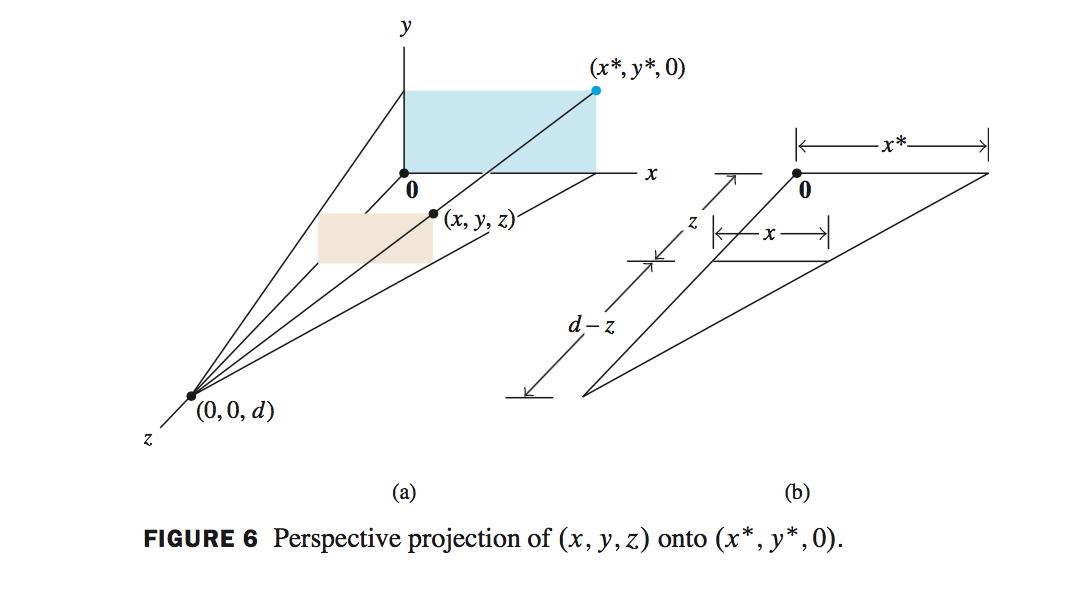 y
(x*, y*, 0)
x*
x
0
0
(x, y, z)
z
x
d – z
(0, 0, d)
z
(a)
(b)
FIGURE 6 Perspective projection of (x, y, z) onto (x*, y*, 0).